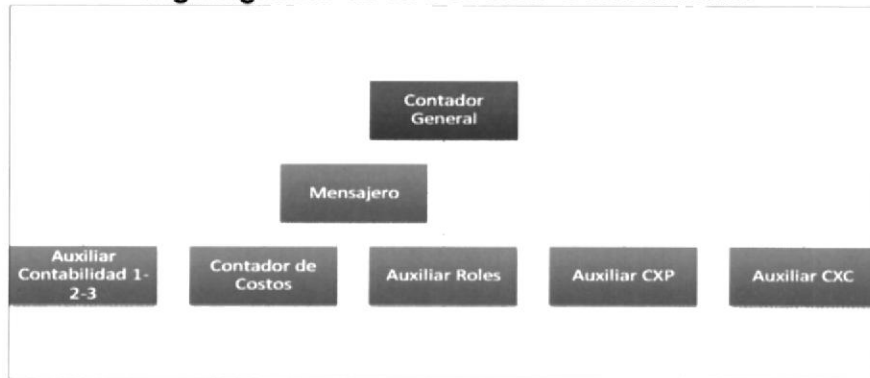 Contador
General
Mensajero
Auxiliar
Contabilidad 1-
2-3
Contador de
Costos
Auxiliar Roles
Auxiliar CXP
Auxiliar CXC